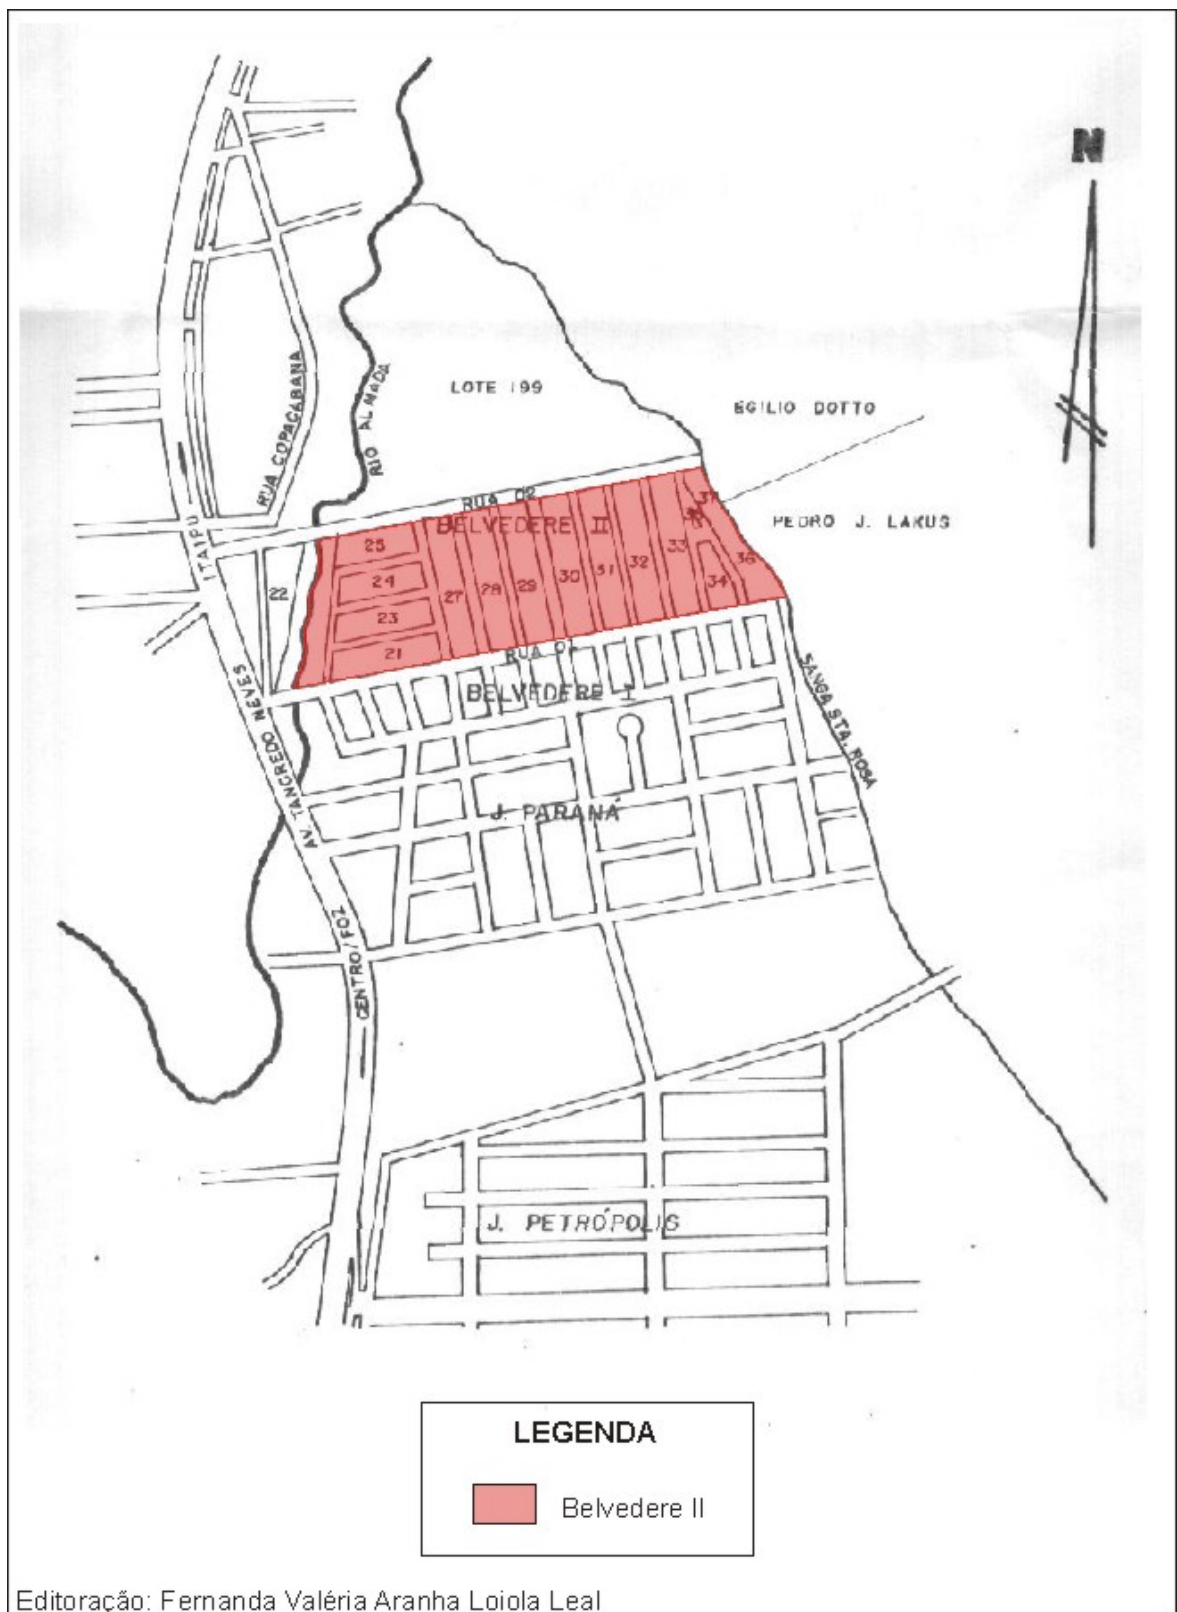 N
RUA COPACABANA
RIO ALMADA
LOTE 199
EGILIO DOTTO
ITAIPU
RUA 02
BELVEDERE II
PEDRO J. LAKUS
37
25
24
23
21
22
27
28
29
30
31
32
33
34
36
RUA 01
BELVEDERE I
SANGA STA. ROSA
AV. TANCREDO NEVES
J. PARANÁ
CENTRO/FOZ
J. PETRÓPOLIS
LEGENDA
Belvedere II
Editoração: Fernanda Valéria Aranha Loiola Leal